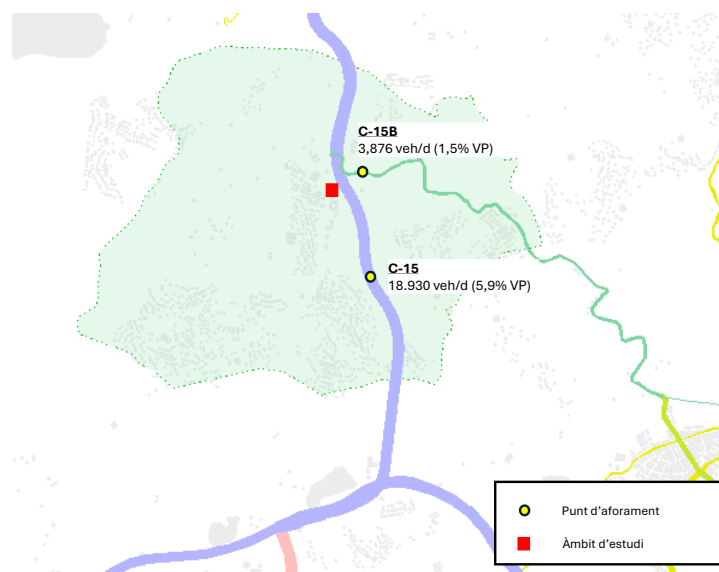 C-15B
3,876 veh/d (1,5% VP)
C-15
18.930 veh/d (5,9% VP)
Punt d'aforament
Àmbit d'estudi